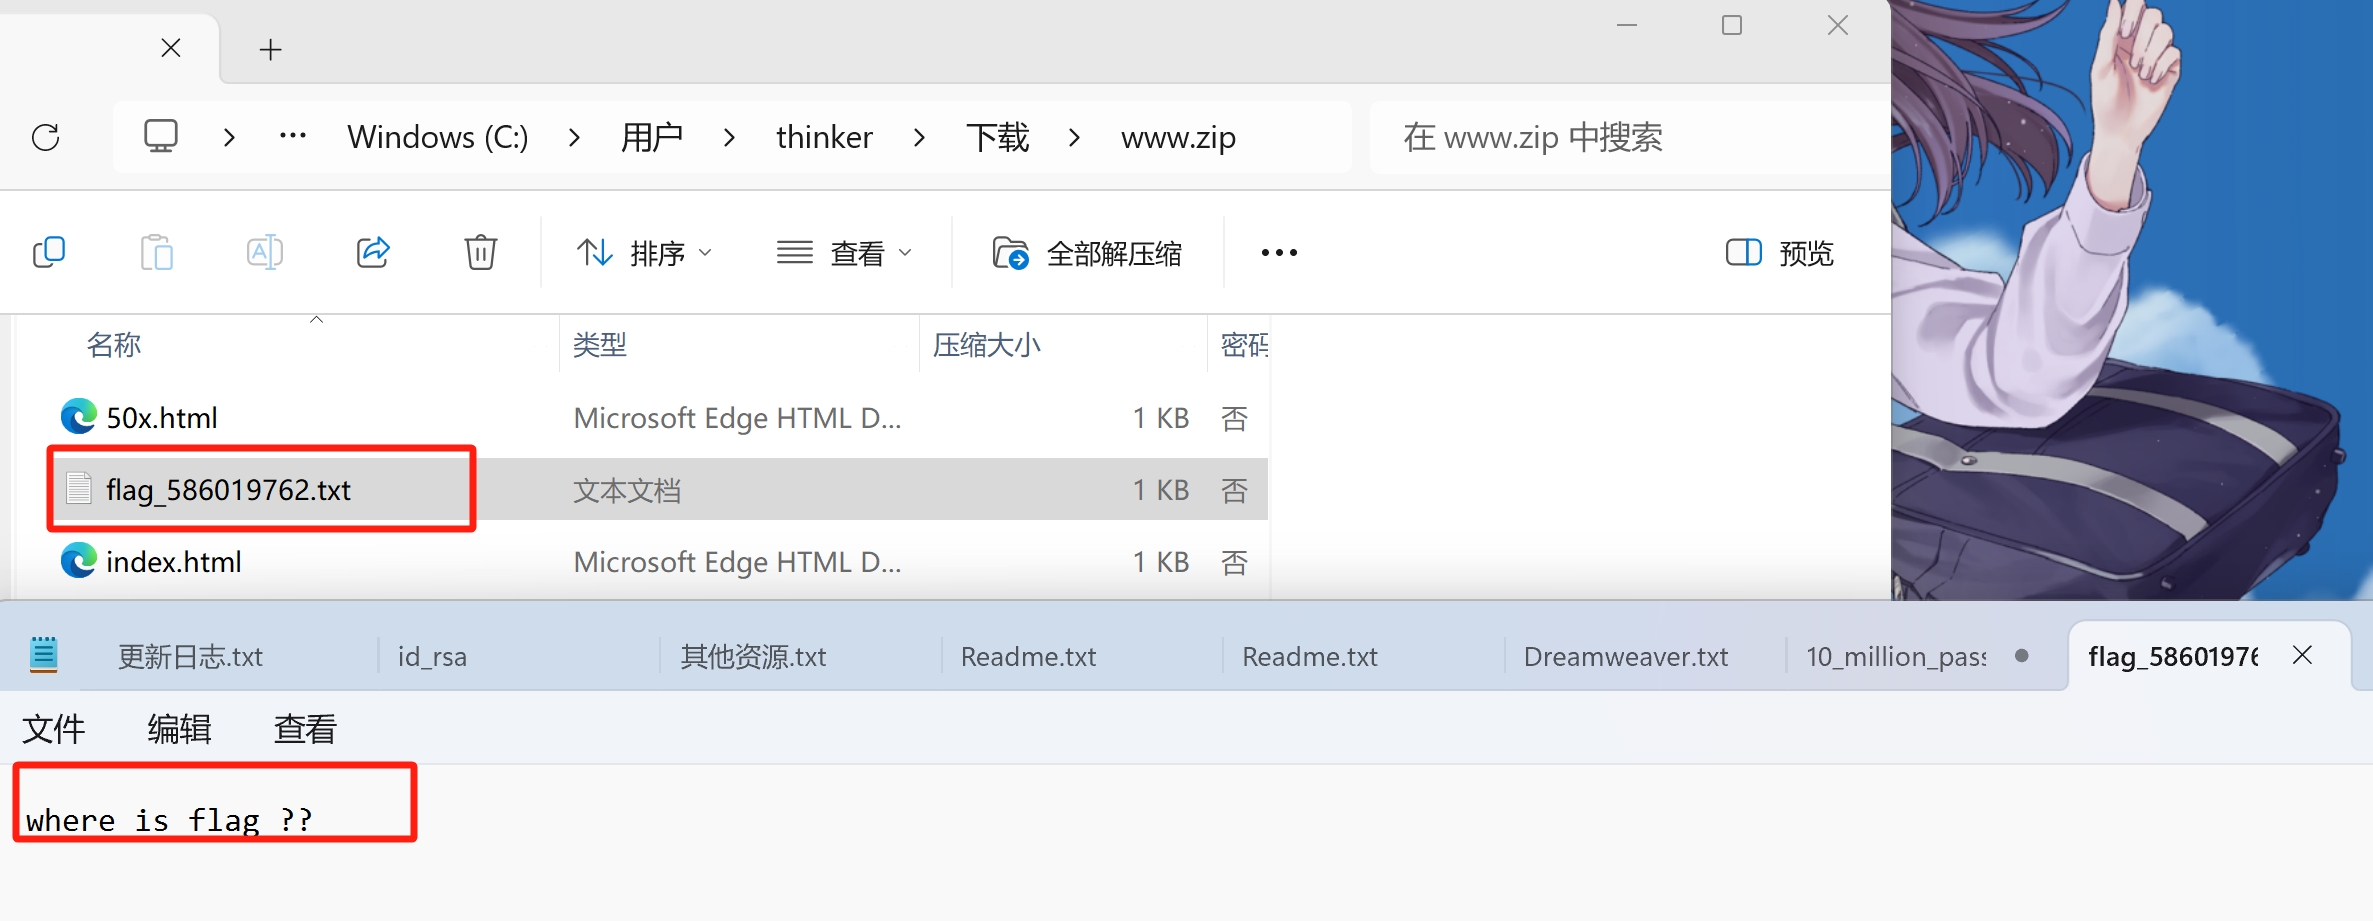 Windows (C:) 用户 thinker 下载 www.zip 在 www.zip 中搜索
排序 查看 全部解压缩 预览
名称 类型 压缩大小 密码
50x.html Microsoft Edge HTML D... 1 KB 否
flag_586019762.txt 文本文档 1 KB 否
index.html Microsoft Edge HTML D... 1 KB 否
更新日志.txt id_rsa 其他资源.txt Readme.txt Readme.txt Dreamweaver.txt 10_million_pass flag_58601976
文件 编辑 查看
where is flag ??